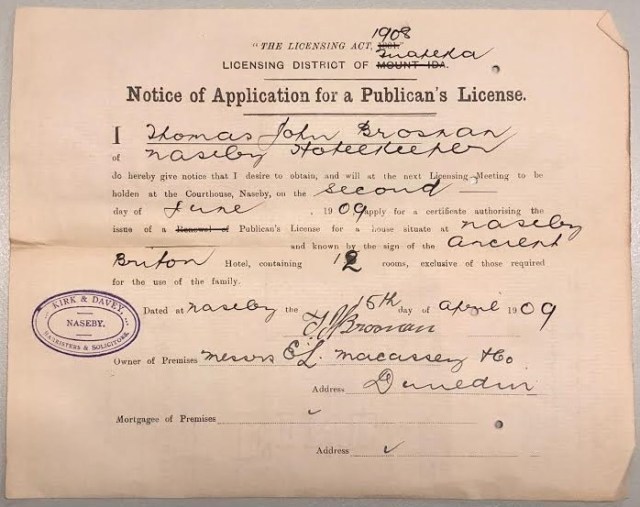 1908
"THE LICENSING ACT, 1881.
Maniototo
LICENSING DISTRICT OF MOUNT IDA.
Notice of Application for a Publican's License.
I Thomas John Brosnan
of Naseby Hotelkeeper
do hereby give notice that I desire to obtain, and will at the next Licensing Meeting to be
holden at the Courthouse, Naseby, on the second
day of June , 1909 apply for a certificate authorising the
issue of a Renewal of Publican's License for a house situate at Naseby
and known by the sign of the Ancient
Briton Hotel, containing 12 rooms, exclusive of those required
for the use of the family.
Dated at Naseby the 5th day of April 1909
T J Brosnan
KIRK & DAVEY,
NASEBY.
BARRISTERS & SOLICITORS.
Owner of Premises Messrs E L. Macassey & Co
Address Dunedin
Mortgagee of Premises ✓
Address ✓